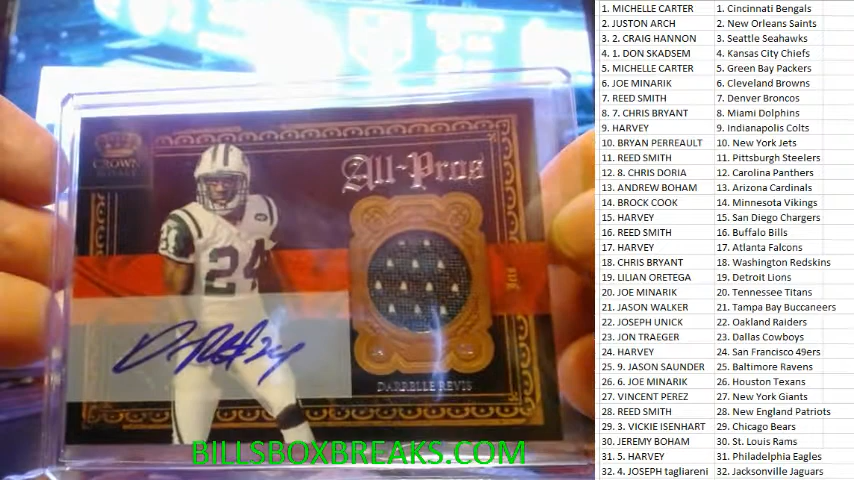 CROWN
ROYALE
All-Pros
24
24
DARRELLE REVIS
BILLSBOXBREAKS.COM
1. MICHELLE CARTER 1. Cincinnati Bengals
2. JUSTON ARCH 2. New Orleans Saints
3. 2. CRAIG HANNON 3. Seattle Seahawks
4. 1. DON SKADSEM 4. Kansas City Chiefs
5. MICHELLE CARTER 5. Green Bay Packers
6. JOE MINARIK 6. Cleveland Browns
7. REED SMITH 7. Denver Broncos
8. 7. CHRIS BRYANT 8. Miami Dolphins
9. HARVEY 9. Indianapolis Colts
10. BRYAN PERREAULT 10. New York Jets
11. REED SMITH 11. Pittsburgh Steelers
12. 8. CHRIS DORIA 12. Carolina Panthers
13. ANDREW BOHAM 13. Arizona Cardinals
14. BROCK COOK 14. Minnesota Vikings
15. HARVEY 15. San Diego Chargers
16. REED SMITH 16. Buffalo Bills
17. HARVEY 17. Atlanta Falcons
18. CHRIS BRYANT 18. Washington Redskins
19. LILIAN ORETEGA 19. Detroit Lions
20. JOE MINARIK 20. Tennessee Titans
21. JASON WALKER 21. Tampa Bay Buccaneers
22. JOSEPH UNICK 22. Oakland Raiders
23. JON TRAEGER 23. Dallas Cowboys
24. HARVEY 24. San Francisco 49ers
25. 9. JASON SAUNDER 25. Baltimore Ravens
26. 6. JOE MINARIK 26. Houston Texans
27. VINCENT PEREZ 27. New York Giants
28. REED SMITH 28. New England Patriots
29. 3. VICKIE ISENHART 29. Chicago Bears
30. JEREMY BOHAM 30. St. Louis Rams
31. 5. HARVEY 31. Philadelphia Eagles
32. 4. JOSEPH tagliareni 32. Jacksonville Jaguars